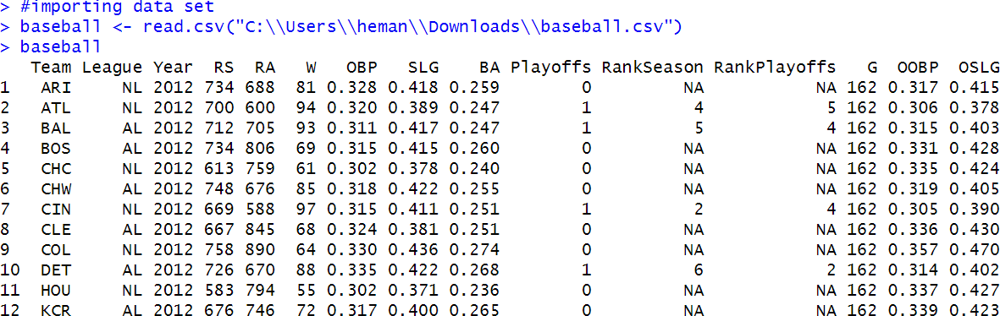 > #importing data set
> baseball <- read.csv("C:\\Users\\heman\\Downloads\\baseball.csv")
> baseball
   Team League Year  RS  RA  W   OBP   SLG    BA Playoffs RankSeason RankPlayoffs   G  OOBP  OSLG
1   ARI     NL 2012 734 688 81 0.328 0.418 0.259        0         NA           NA 162 0.317 0.415
2   ATL     NL 2012 700 600 94 0.320 0.389 0.247        1          4            5 162 0.306 0.378
3   BAL     AL 2012 712 705 93 0.311 0.417 0.247        1          5            4 162 0.315 0.403
4   BOS     AL 2012 734 806 69 0.315 0.415 0.260        0         NA           NA 162 0.331 0.428
5   CHC     NL 2012 613 759 61 0.302 0.378 0.240        0         NA           NA 162 0.335 0.424
6   CHW     AL 2012 748 676 85 0.318 0.422 0.255        0         NA           NA 162 0.319 0.405
7   CIN     NL 2012 669 588 97 0.315 0.411 0.251        1          2            4 162 0.305 0.390
8   CLE     AL 2012 667 845 68 0.324 0.381 0.251        0         NA           NA 162 0.336 0.430
9   COL     NL 2012 758 890 64 0.330 0.436 0.274        0         NA           NA 162 0.357 0.470
10  DET     AL 2012 726 670 88 0.335 0.422 0.268        1          6            2 162 0.314 0.402
11  HOU     NL 2012 583 794 55 0.302 0.371 0.236        0         NA           NA 162 0.337 0.427
12  KCR     AL 2012 676 746 72 0.317 0.400 0.265        0         NA           NA 162 0.339 0.423